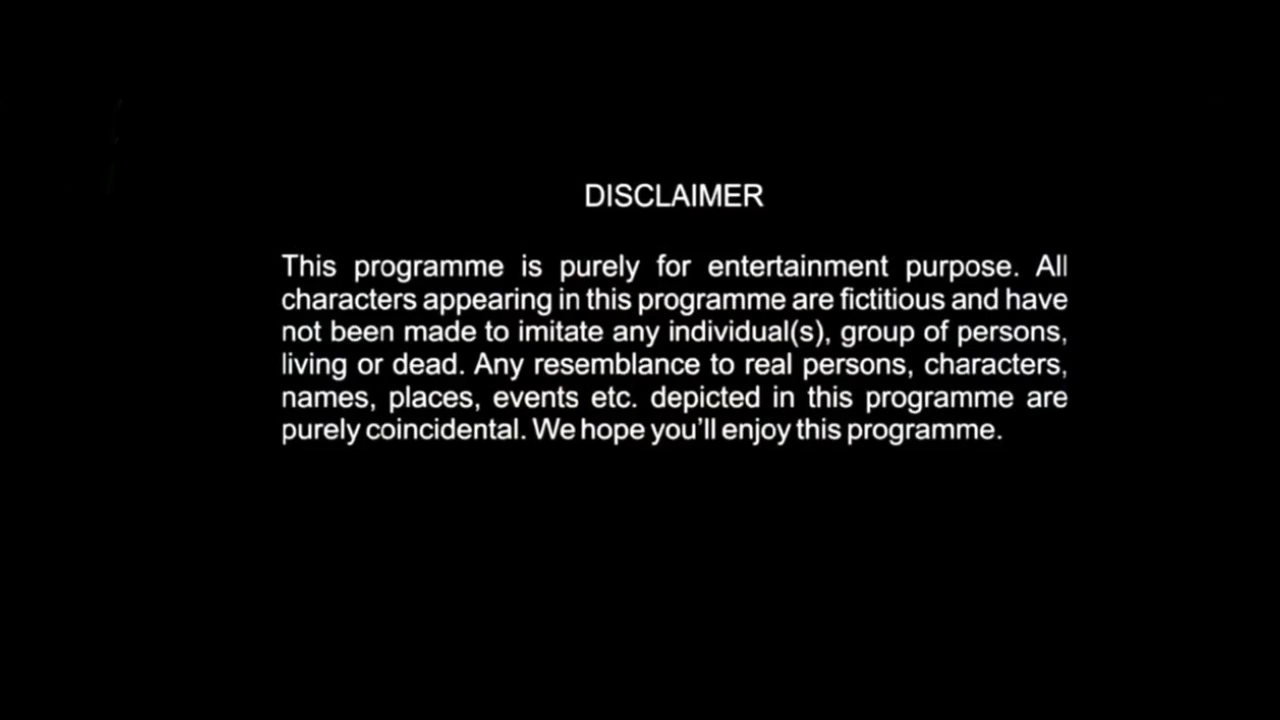 DISCLAIMER
This programme is purely for entertainment purpose. All
characters appearing in this programme are fictitious and have
not been made to imitate any individual(s), group of persons,
living or dead. Any resemblance to real persons, characters,
names, places, events etc. depicted in this programme are
purely coincidental. We hope you'll enjoy this programme.